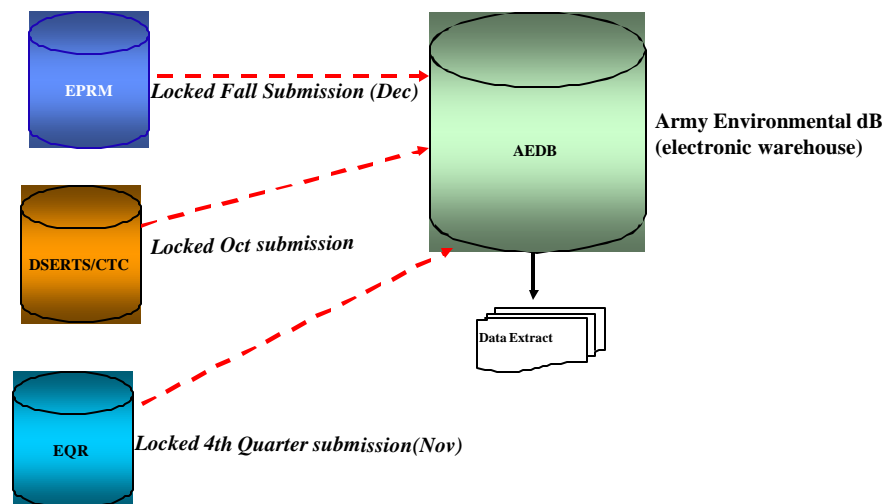 EPRM
Locked Fall Submission (Dec)
AEDB
Army Environmental dB
(electronic warehouse)
DSERTS/CTC
Locked Oct submission
Data Extract
EQR
Locked 4th Quarter submission(Nov)